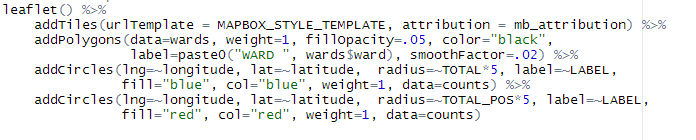 leaflet() %>%
addTiles(urlTemplate = MAPBOX_STYLE_TEMPLATE, attribution = mb_attribution) %>%
addPolygons(data=wards, weight=1, fillOpacity=.05, color="black",
label=paste0("WARD ", wards$ward), smoothFactor=.02) %>%
addCircles(lng=~longitude, lat=~latitude,  radius=~TOTAL*5, label=~LABEL,
fill="blue", col="blue", weight=1, data=counts) %>%
addCircles(lng=~longitude, lat=~latitude,  radius=~TOTAL_POS*5, label=~LABEL,
fill="red", col="red", weight=1, data=counts)